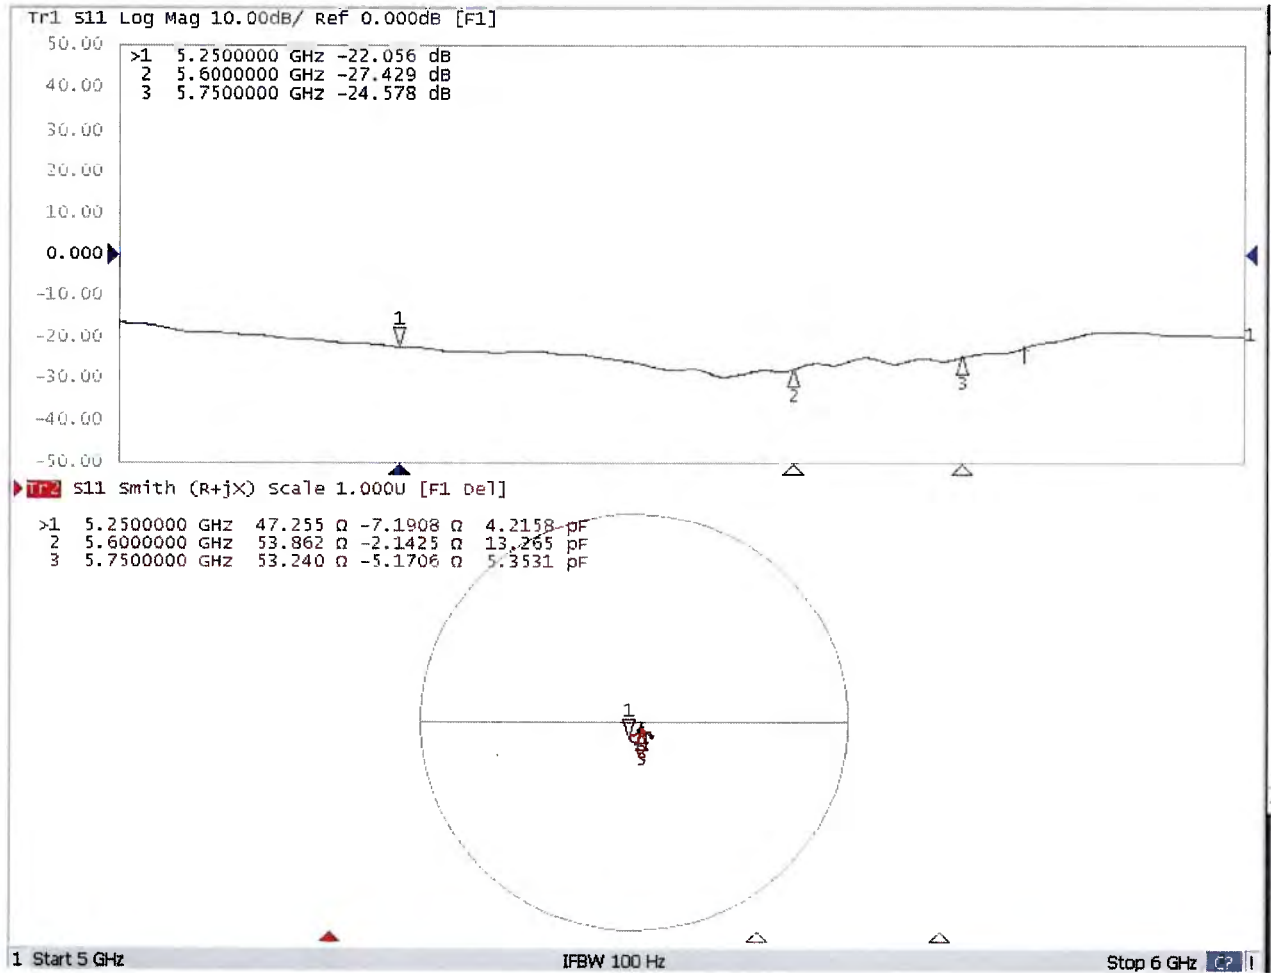 Tr1 S11 Log Mag 10.00dB/ Ref 0.000dB [F1]
50.00
>1 5.2500000 GHz -22.056 dB
2 5.6000000 GHz -27.429 dB
40.00
3 5.7500000 GHz -24.578 dB
30.00
20.00
10.00
0.000
-10.00
1
-20.00
1
-30.00
2
3
-40.00
-50.00
Tr2 S11 Smith (R+jX) Scale 1.000U [F1 Del]
>1 5.2500000 GHz 47.255 Ω -7.1908 Ω 4.2158 pF
2 5.6000000 GHz 53.862 Ω -2.1425 Ω 13.265 pF
3 5.7500000 GHz 53.240 Ω -5.1706 Ω 5.3531 pF
1
1 Start 5 GHz IFBW 100 Hz Stop 6 GHz C?